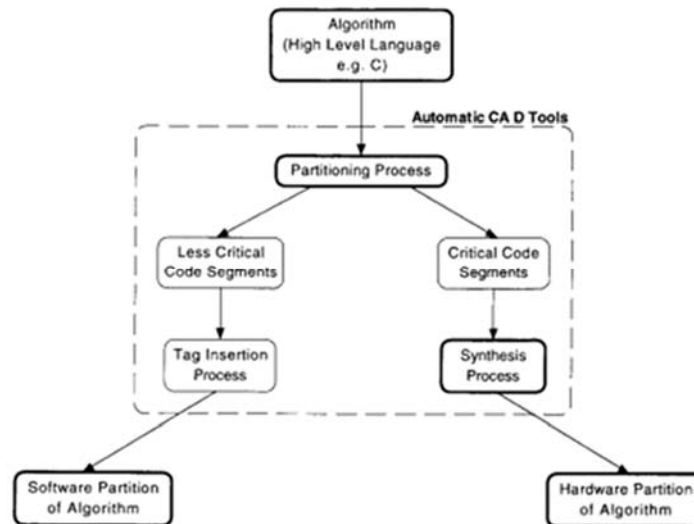 Algorithm
(High Level Language
e.g. C)
Automatic CA D Tools
Partitioning Process
Less Critical
Code Segments
Critical Code
Segments
Tag Insertion
Process
Synthesis
Process
Software Partition
of Algorithm
Hardware Partition
of Algorithm